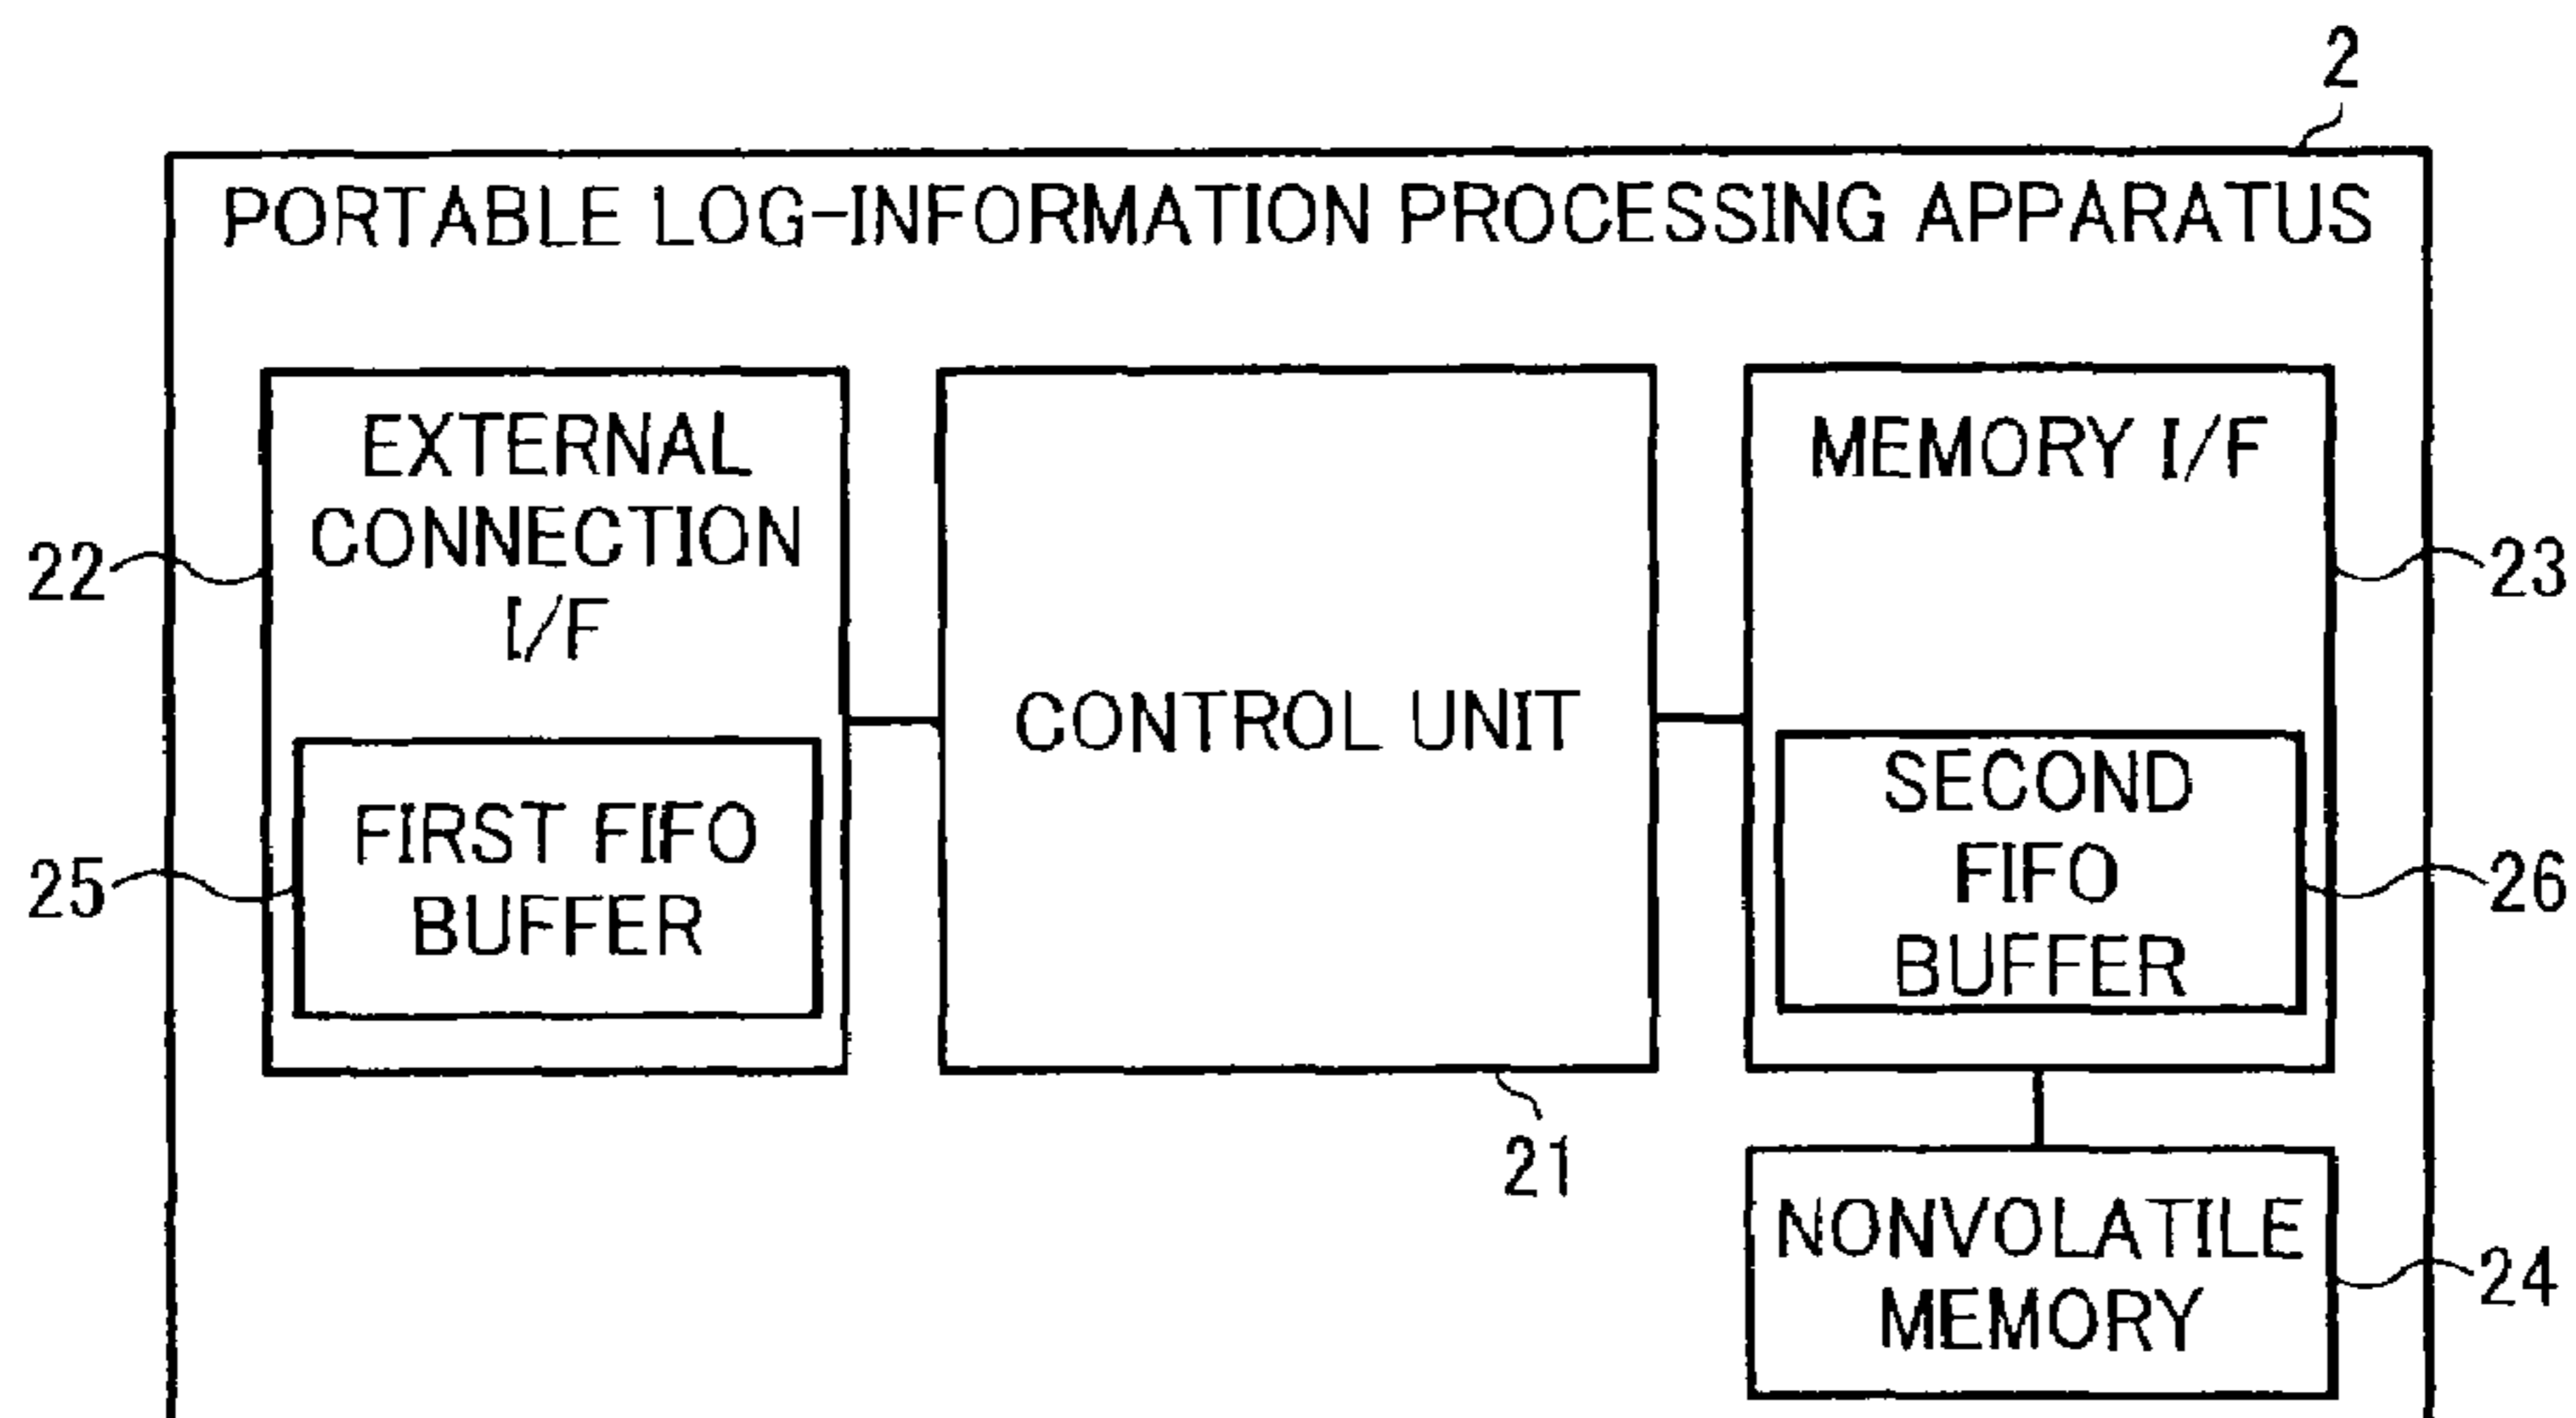 2
PORTABLE LOG-INFORMATION PROCESSING APPARATUS
EXTERNAL
CONNECTION
I/F
22
FIRST FIFO
BUFFER
25
CONTROL UNIT
21
MEMORY I/F
23
SECOND
FIFO
BUFFER
26
NONVOLATILE
MEMORY
24